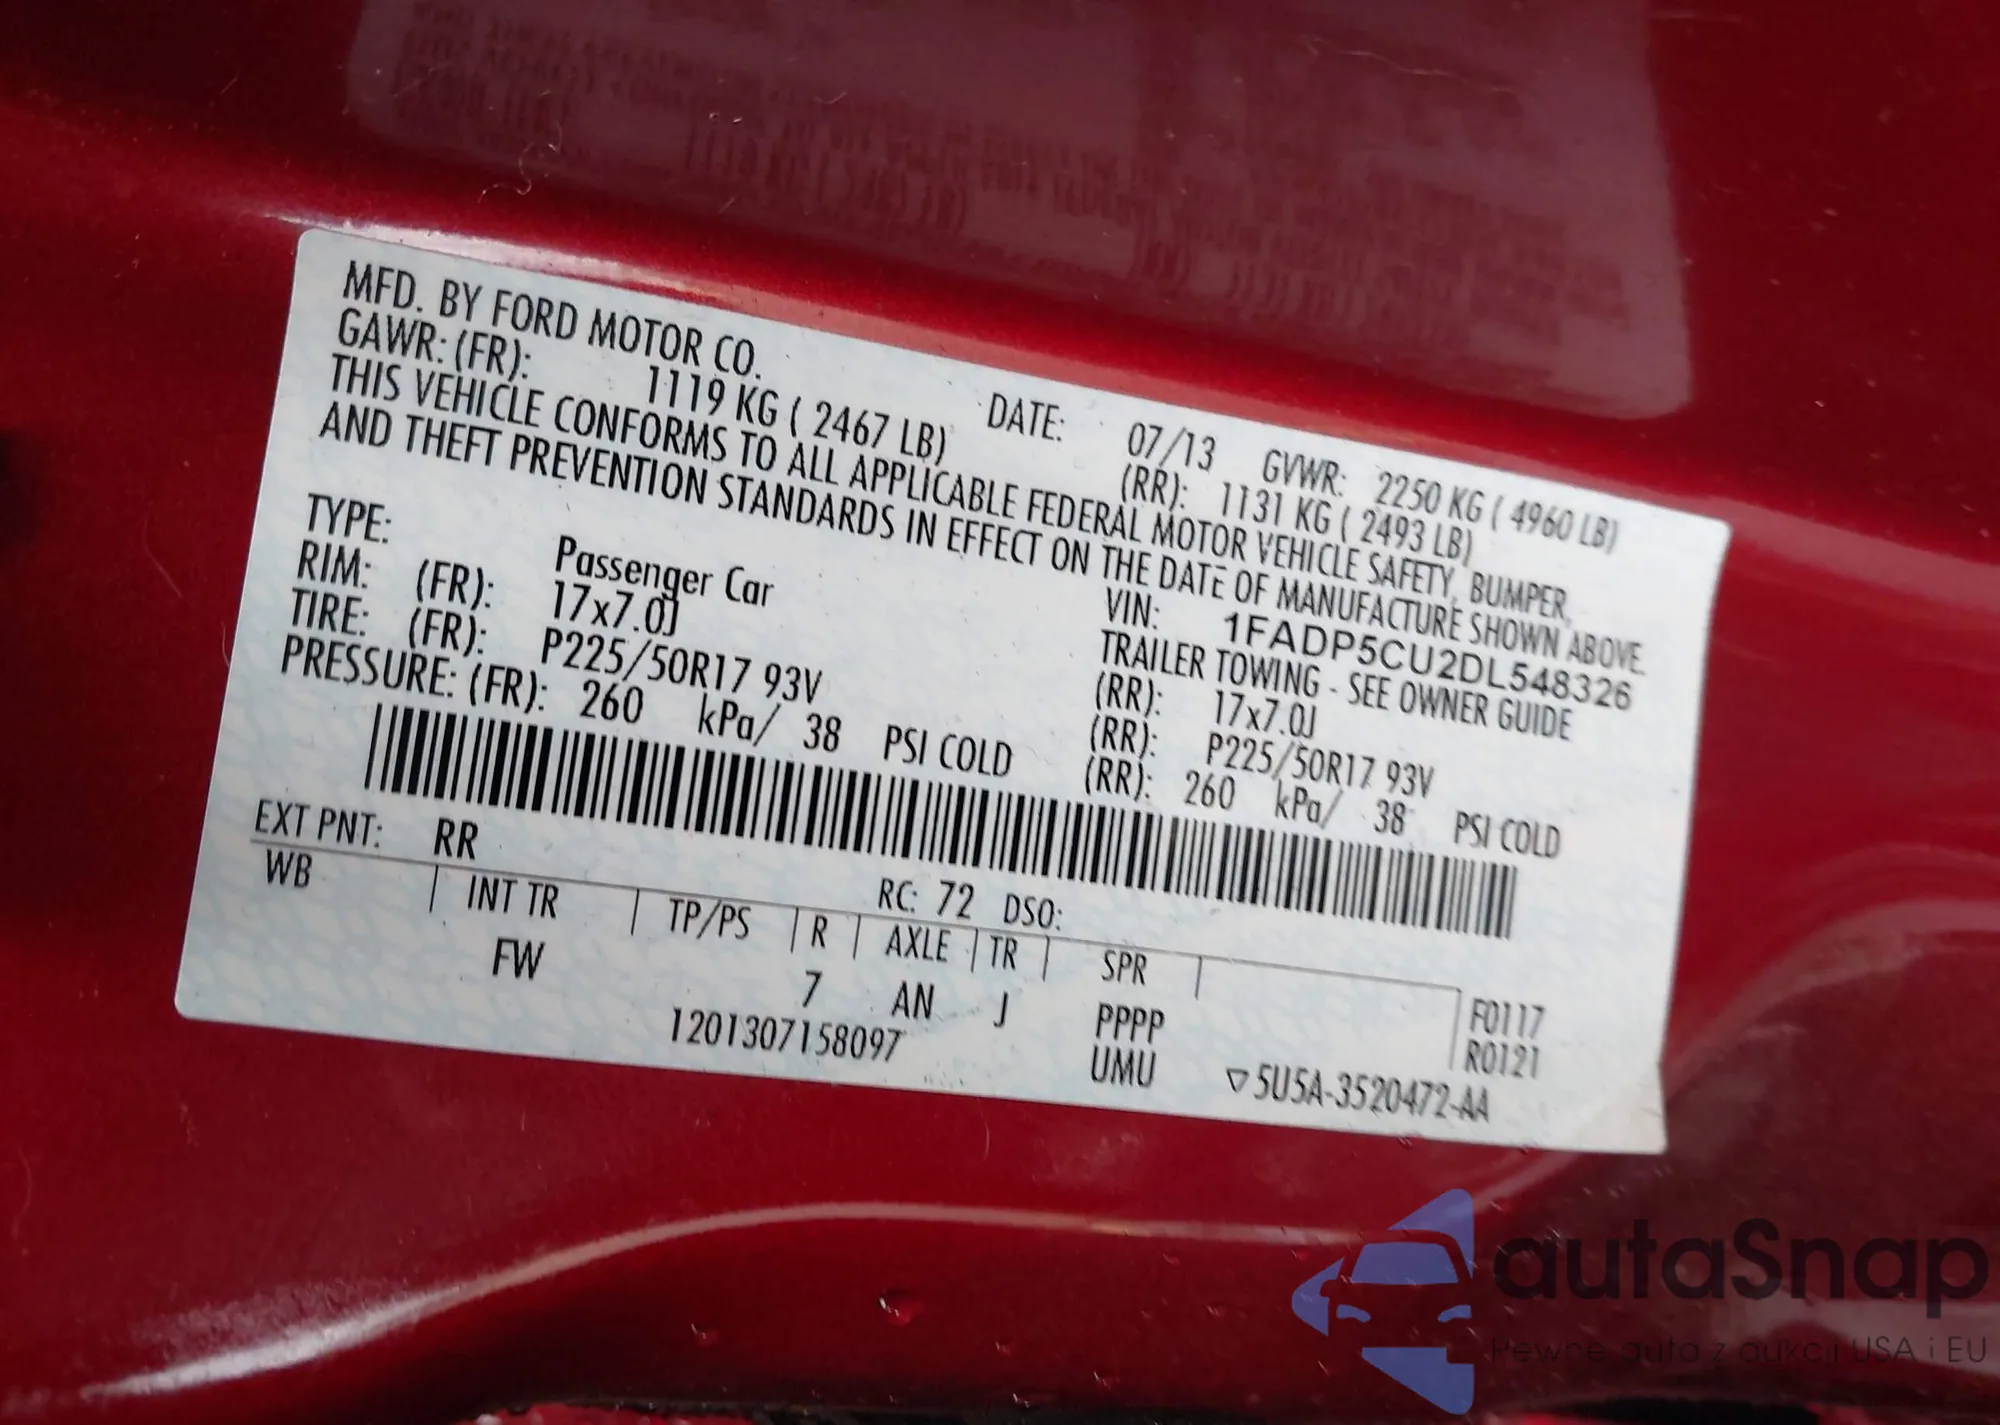 MFD. BY FORD MOTOR CO. DATE: 07/13 GVWR: 2250 KG ( 4960 LB)
GAWR: (FR): 1119 KG ( 2467 LB) (RR): 1131 KG ( 2493 LB)
THIS VEHICLE CONFORMS TO ALL APPLICABLE FEDERAL MOTOR VEHICLE SAFETY, BUMPER,
AND THEFT PREVENTION STANDARDS IN EFFECT ON THE DATE OF MANUFACTURE SHOWN ABOVE.
VIN: 1FADP5CU2DL548326
TYPE: Passenger Car TRAILER TOWING - SEE OWNER GUIDE
RIM: (FR): 17x7.0J (RR): 17x7.0J
TIRE: (FR): P225/50R17 93V (RR): P225/50R17 93V
PRESSURE: (FR): 260 kPa/ 38 PSI COLD (RR): 260 kPa/ 38 PSI COLD
EXT PNT: RR RC: 72 DSO:
WB INT TR TP/PS R AXLE TR SPR F0117
FW 7 AN J PPPP R0121
1201307158097 UMU ▽5U5A-3520472-AA
autaSnap
Pewne auta z aukcji USA i EU